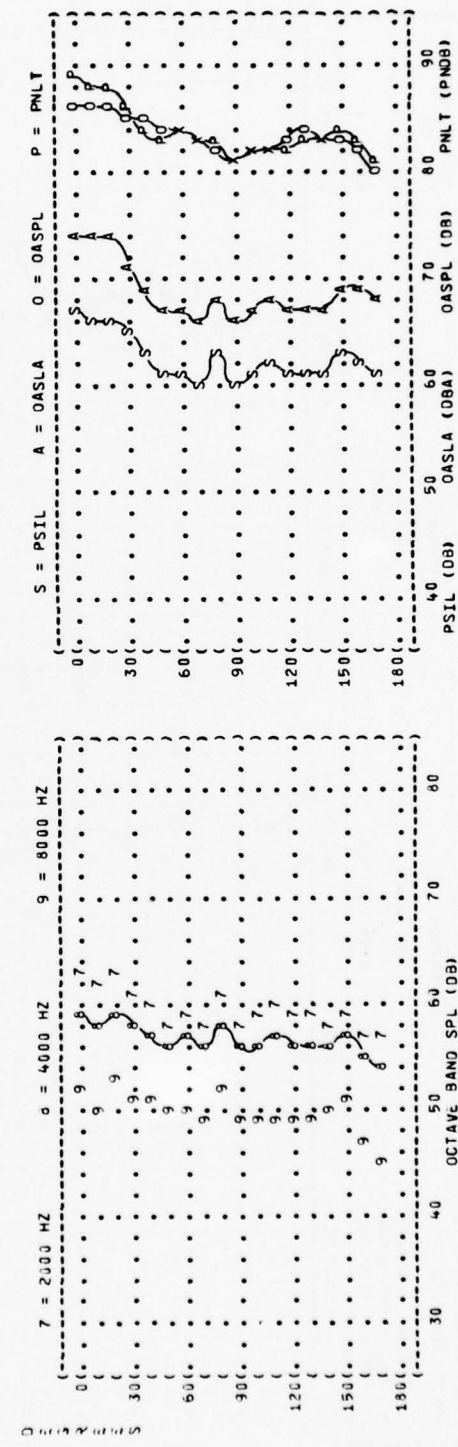 7 = 2000 HZ 8 = 4000 HZ 9 = 8000 HZ
0
30
60
90
120
150
180
30 40 50 60 70 80
OCTAVE BAND SPL (DB)
S = PSIL A = OASLA O = OASPL P = PNLT
0
30
60
90
120
150
180
40 50 60 70 80 90
PSIL (DB) OASLA (DBA) OASPL (DB) PNLT (PNDB)